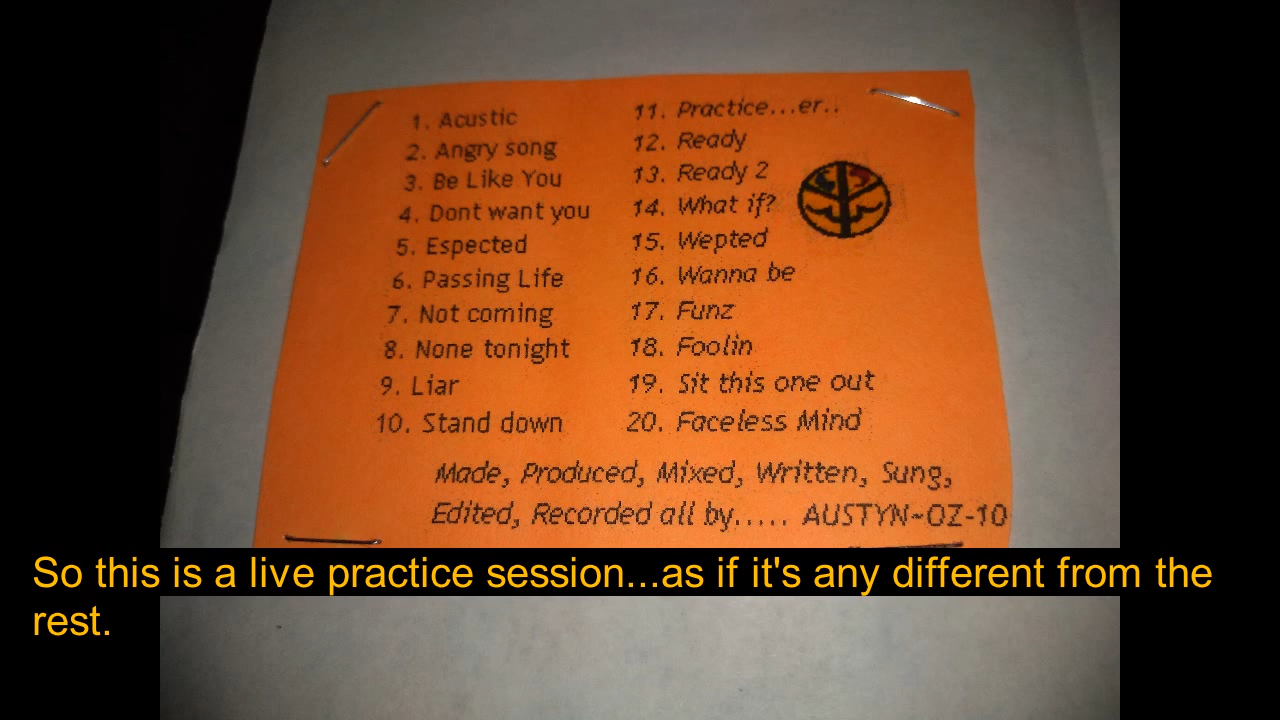 1. Acustic
2. Angry song
3. Be Like You
4. Dont want you
5. Espected
6. Passing Life
7. Not coming
8. None tonight
9. Liar
10. Stand down
11. Practice...er..
12. Ready
13. Ready 2
14. What if?
15. Wepted
16. Wanna be
17. Funz
18. Foolin
19. Sit this one out
20. Faceless Mind
Made, Produced, Mixed, Written, Sung,
Edited, Recorded all by..... AUSTYN~OZ-10
So this is a live practice session...as if it's any different from the
rest.